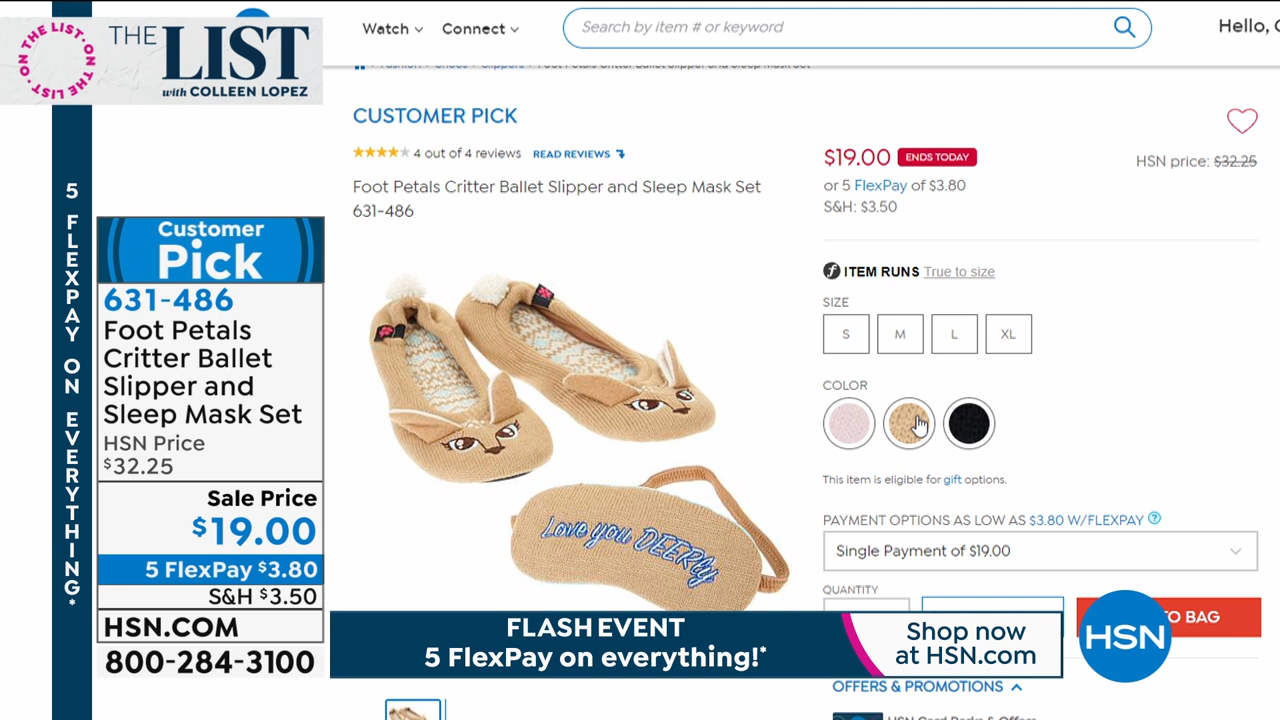 ON THE LIST • ON THE LIST •
THE
LIST
with COLLEEN LOPEZ
Watch
Connect
Search by item # or keyword
Hello,
5 FLEXPAY ON EVERYTHING!*
Customer
Pick
631-486
Foot Petals
Critter Ballet
Slipper and
Sleep Mask Set
HSN Price
$32.25
Sale Price
$19.00
5 FlexPay $3.80
S&H $3.50
HSN.COM
800-284-3100
CUSTOMER PICK
4 out of 4 reviews READ REVIEWS
Foot Petals Critter Ballet Slipper and Sleep Mask Set
631-486
Love you DEERly
$19.00 ENDS TODAY
HSN price: $32.25
or 5 FlexPay of $3.80
S&H: $3.50
ITEM RUNS True to size
SIZE
S M L XL
COLOR
This item is eligible for gift options.
PAYMENT OPTIONS AS LOW AS $3.80 W/FLEXPAY ?
Single Payment of $19.00
QUANTITY
TO BAG
FLASH EVENT
5 FlexPay on everything!*
Shop now
at HSN.com
HSN
OFFERS & PROMOTIONS